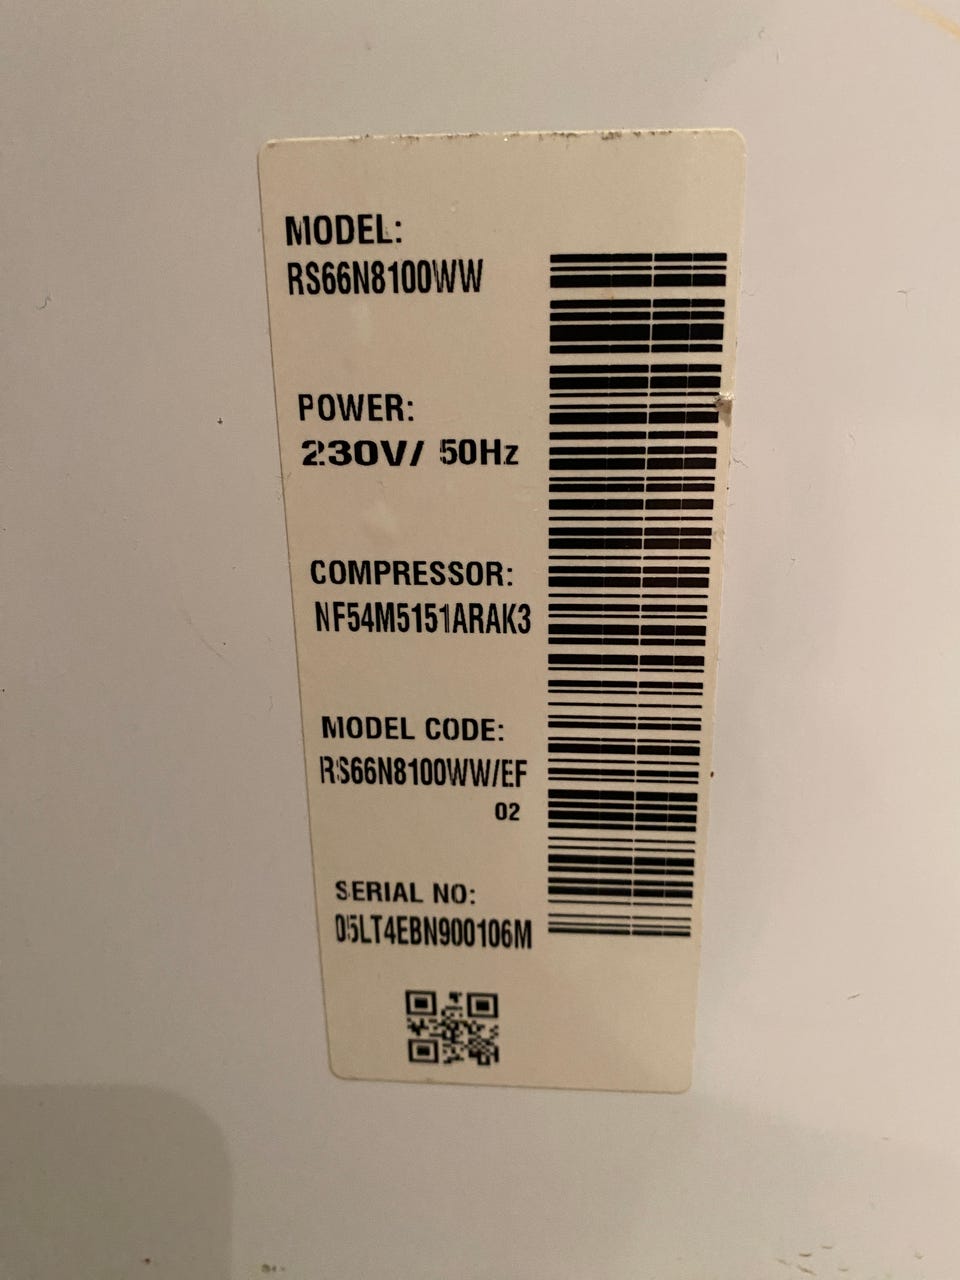 MODEL:
RS66N8100WW
POWER:
230V/ 50Hz
COMPRESSOR:
NF54M5151ARAK3
MODEL CODE:
RS66N8100WW/EF
02
SERIAL NO:
05LT4EBN900106M